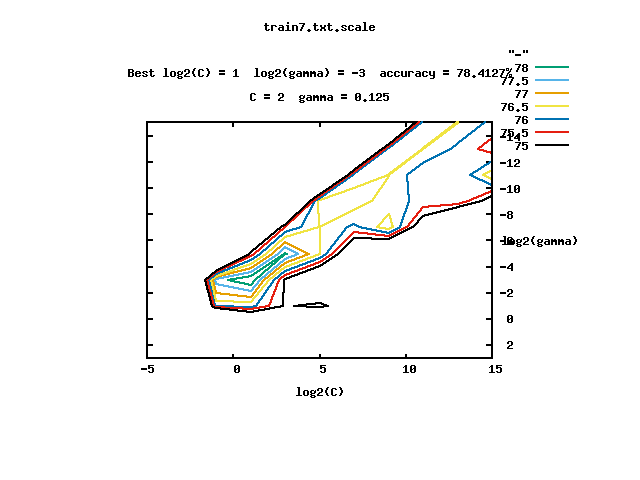 train7.txt.scale
"-"
Best log2(C) = 1  log2(gamma) = -3  accuracy = 78.4127%
78
77.5
77
76.5
76
75.5
75
C = 2  gamma = 0.125
-14
-12
-10
-8
-6
log2(gamma)
-4
-2
0
2
-5 0 5 10 15
log2(C)